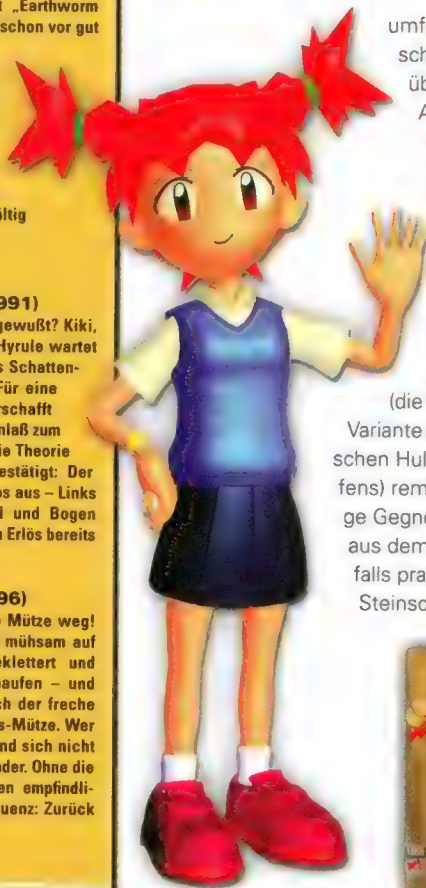 „Earthworm
schon vor gut
991)
gewußt? Kiki,
Hyrule wartet
s Schatten-
Für eine
rschafft
nlaß zum
ie Theorie
estätigt: Der
os aus – Links
d und Bogen
n Erlös bereits
96)
e Mütze weg!
mühsam auf
eklettert und
aufen – und
ch der freche
s-Mütze. Wer
nd sich nicht
der. Ohne die
en empfindli-
uenz: Zurück
umf
sch
üb
A
(die
Variante
schen Hul
fens) rem
ge Gegne
aus dem
falls pra
Steinsc